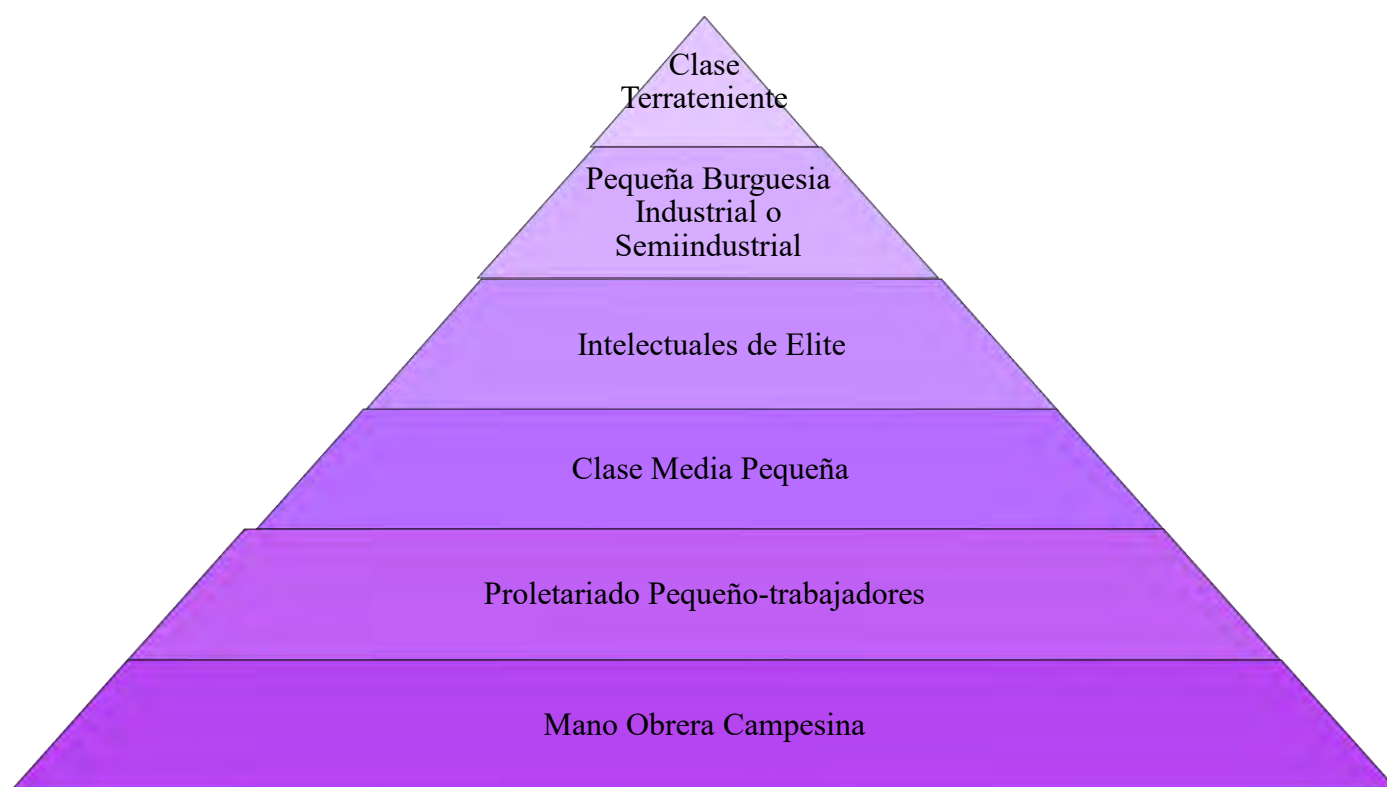 Clase
Terrateniente
Pequeña Burguesia
Industrial o
Semiindustrial
Intelectuales de Elite
Clase Media Pequeña
Proletariado Pequeño-trabajadores
Mano Obrera Campesina